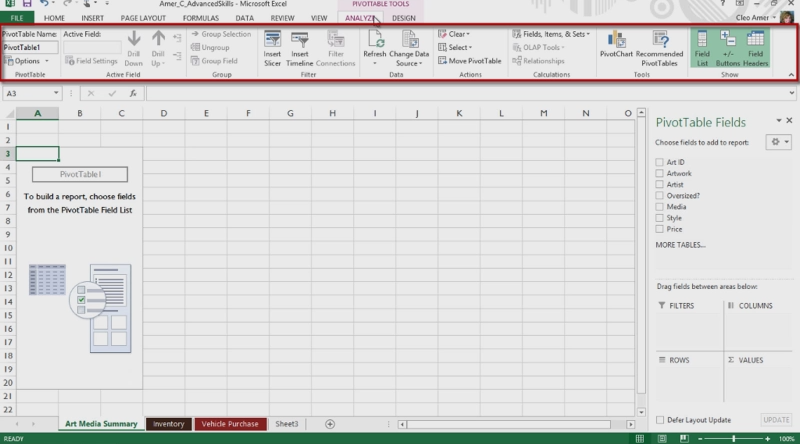 Amer_C_AdvancedSkills - Microsoft Excel
PIVOTTABLE TOOLS
FILE HOME INSERT PAGE LAYOUT FORMULAS DATA REVIEW VIEW ANALYZE DESIGN Cleo Amer
PivotTable Name:
PivotTable1
Options
PivotTable
Active Field:
Field Settings
Drill Down
Drill Up
Active Field
Group Selection
Ungroup
Group Field
Group
Insert Slicer
Insert Timeline
Filter Connections
Filter
Refresh
Change Data Source
Data
Clear
Select
Move PivotTable
Actions
Fields, Items, & Sets
OLAP Tools
Relationships
Calculations
PivotChart
Recommended PivotTables
Tools
Field List
+/- Buttons
Field Headers
Show
A3
A B C D E F G H I J K L M N O
1
2
3
4
5
6
7
8
9
10
11
12
13
14
15
16
17
18
19
20
21
22
PivotTable1
To build a report, choose fields
from the PivotTable Field List
PivotTable Fields
Choose fields to add to report:
Art ID
Artwork
Artist
Oversized?
Media
Style
Price
MORE TABLES...
Drag fields between areas below:
FILTERS COLUMNS
ROWS Σ VALUES
Defer Layout Update UPDATE
Art Media Summary Inventory Vehicle Purchase Sheet3
READY 100%